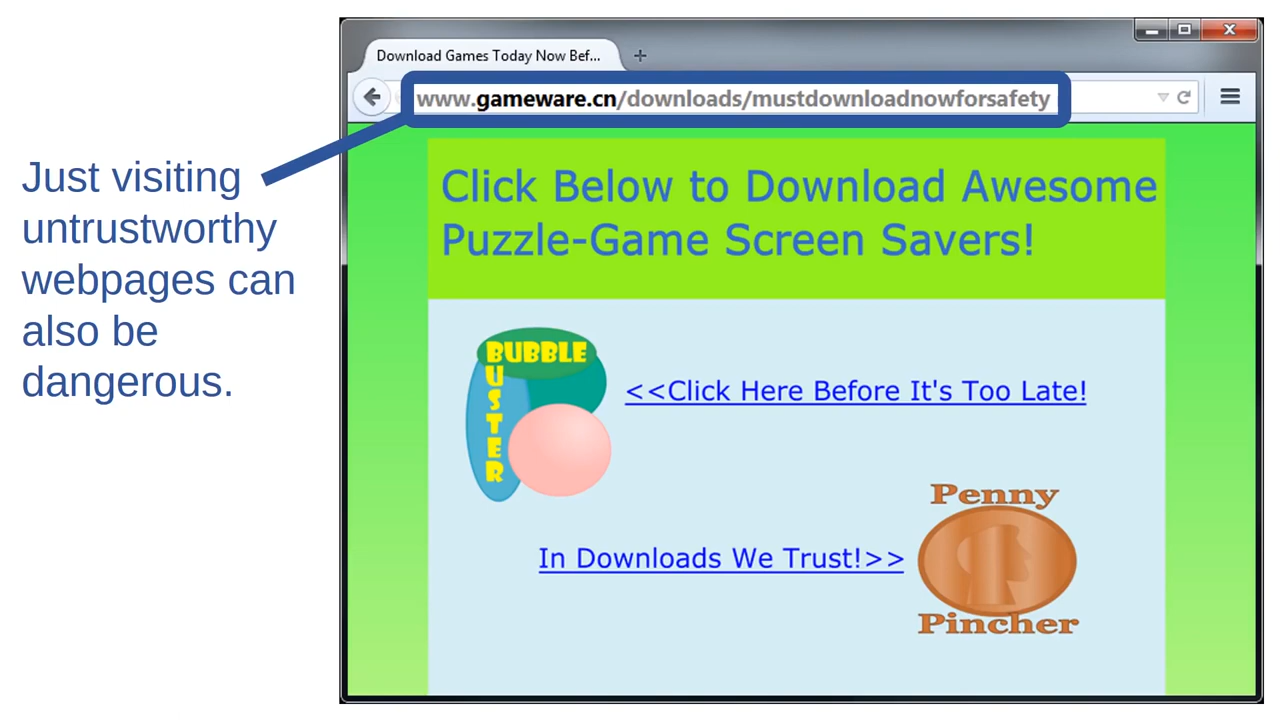 Download Games Today Now Bef...
www.gameware.cn/downloads/mustdownloadnowforsafety
Just visiting
untrustworthy
webpages can
also be
dangerous.
Click Below to Download Awesome
Puzzle-Game Screen Savers!
BUBBLE
BUSTER
<<Click Here Before It's Too Late!
Penny
In Downloads We Trust!>>
Pincher